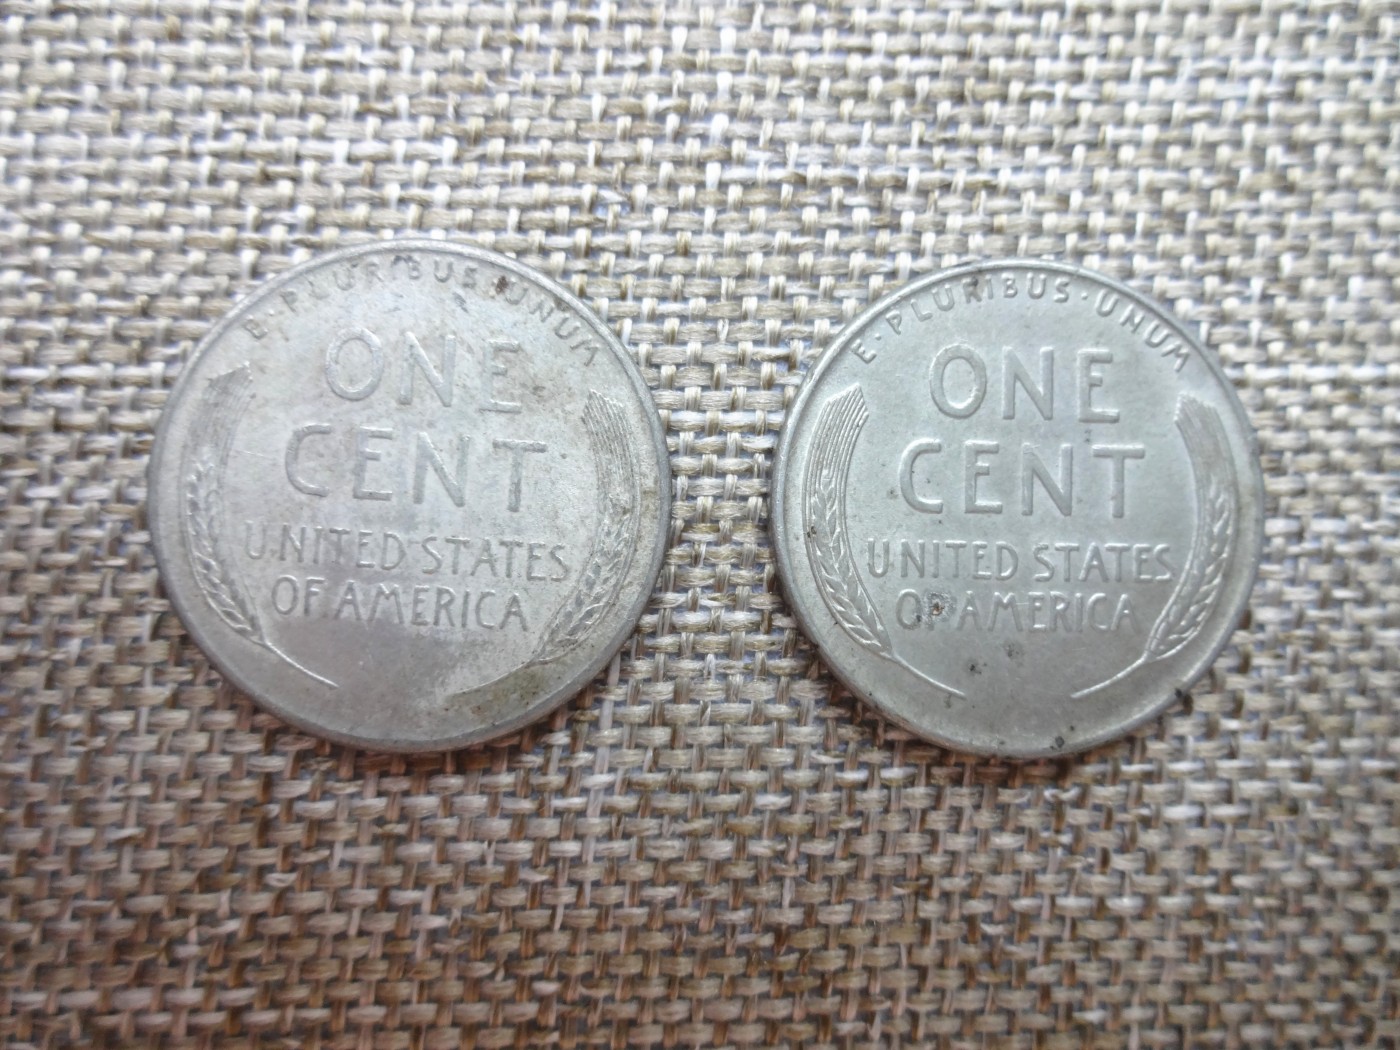 E·PLURIBUS·UNUM
ONE
CENT
UNITED STATES
OF AMERICA
E·PLURIBUS·UNUM
ONE
CENT
UNITED STATES
OF AMERICA